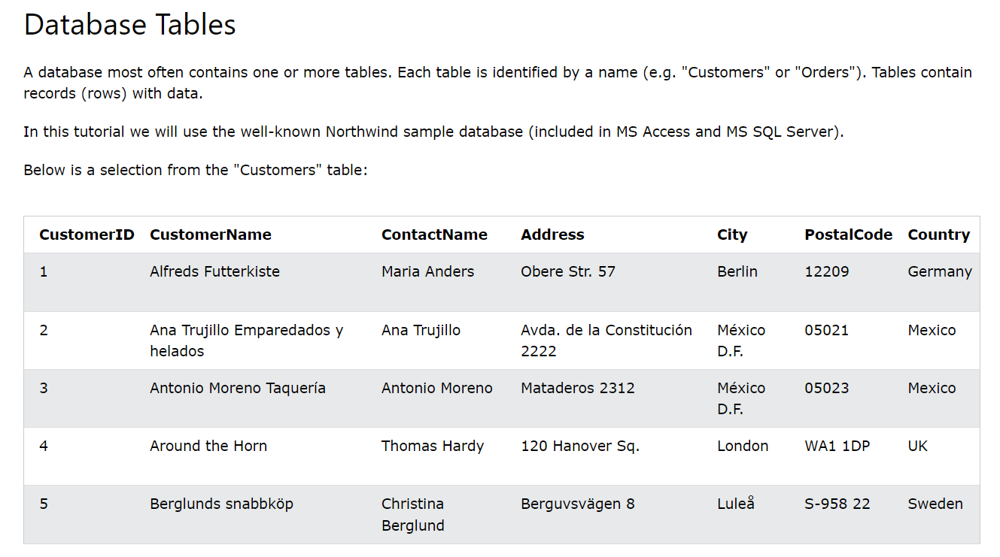 Database Tables
A database most often contains one or more tables. Each table is identified by a name (e.g. "Customers" or "Orders"). Tables contain
records (rows) with data.
In this tutorial we will use the well-known Northwind sample database (included in MS Access and MS SQL Server).
Below is a selection from the "Customers" table:
CustomerID CustomerName ContactName Address City PostalCode Country
1 Alfreds Futterkiste Maria Anders Obere Str. 57 Berlin 12209 Germany
2 Ana Trujillo Emparedados y Ana Trujillo Avda. de la Constitución México 05021 Mexico
helados 2222 D.F.
3 Antonio Moreno Taquería Antonio Moreno Mataderos 2312 México 05023 Mexico
D.F.
4 Around the Horn Thomas Hardy 120 Hanover Sq. London WA1 1DP UK
5 Berglunds snabbköp Christina Berguvsvägen 8 Luleå S-958 22 Sweden
Berglund